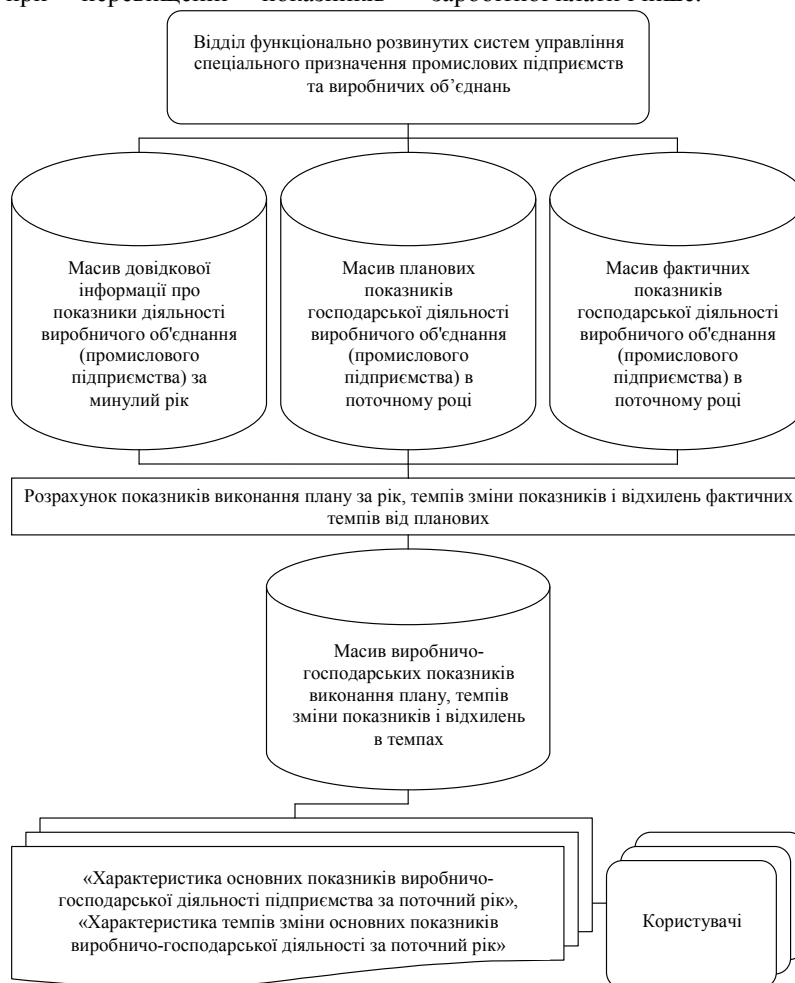 Відділ функціонально розвинутих систем управління
спеціального призначення промислових підприємств
та виробничих об’єднань
Масив довідкової
інформації про
показники діяльності
виробничого об'єднання
(промислового
підприємства) за
минулий рік
Масив планових
показників
господарської діяльності
виробничого об'єднання
(промислового
підприємства) в
поточному році
Масив фактичних
показників
господарської діяльності
виробничого об'єднання
(промислового
підприємства) в
поточному році
Розрахунок показників виконання плану за рік, темпів зміни показників і відхилень фактичних
темпів від планових
Масив виробничо-
господарських показників
виконання плану, темпів
зміни показників і відхилень
в темпах
«Характеристика основних показників виробничо-
господарської діяльності підприємства за поточний рік»,
«Характеристика темпів зміни основних показників
виробничо-господарської діяльності за поточний рік»
Користувачі